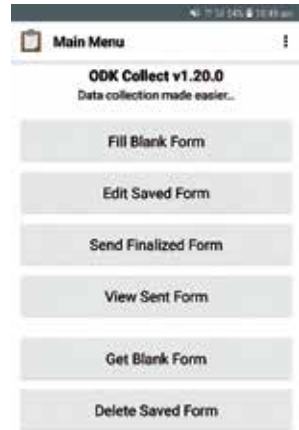 Main Menu
ODK Collect v1.20.0
Data collection made easier...
Fill Blank Form
Edit Saved Form
Send Finalized Form
View Sent Form
Get Blank Form
Delete Saved Form